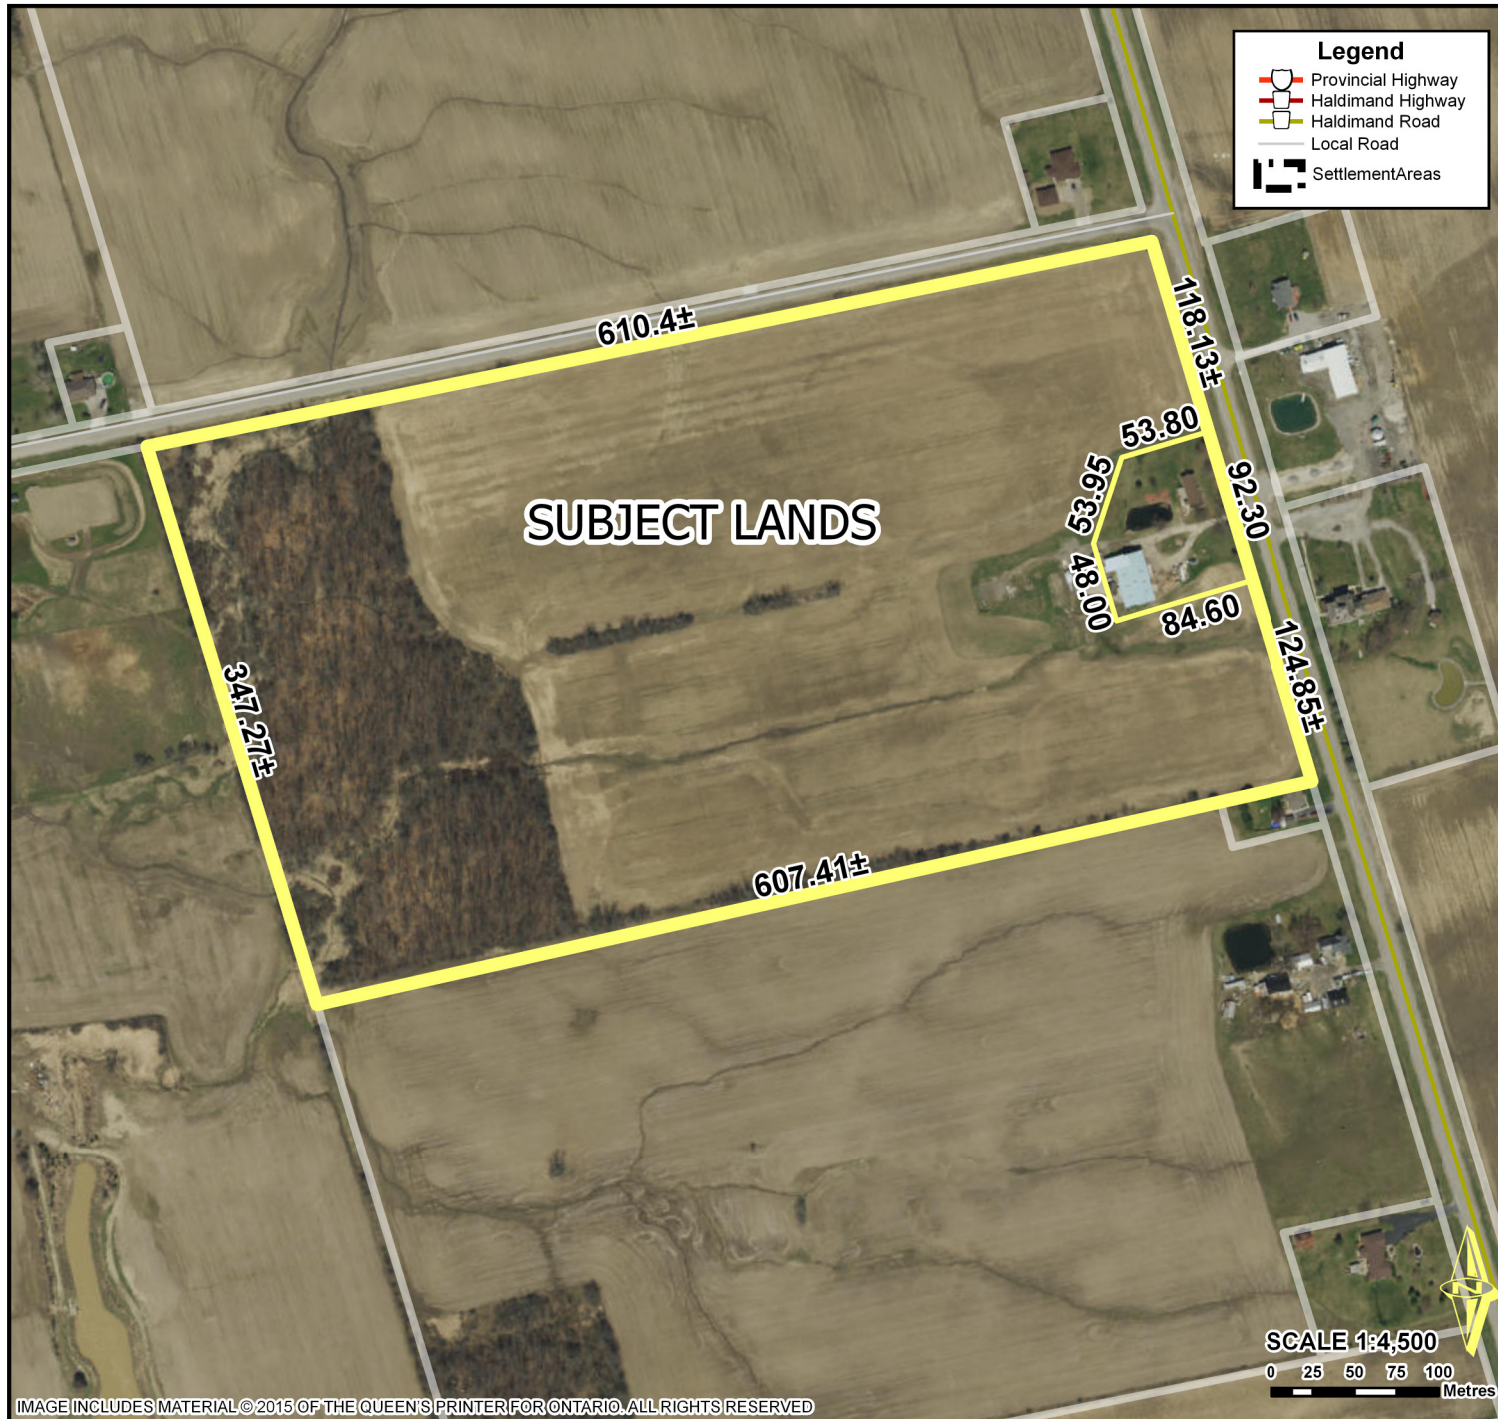 Legend
Provincial Highway
Haldimand Highway
Haldimand Road
Local Road
SettlementAreas
610.4±
118.13±
53.80
53.95
92.30
SUBJECT LANDS
48.00
84.60
124.85±
347.27±
607.41±
N
SCALE 1:4,500
0 25 50 75 100
Metres
IMAGE INCLUDES MATERIAL © 2015 OF THE QUEEN'S PRINTER FOR ONTARIO. ALL RIGHTS RESERVED